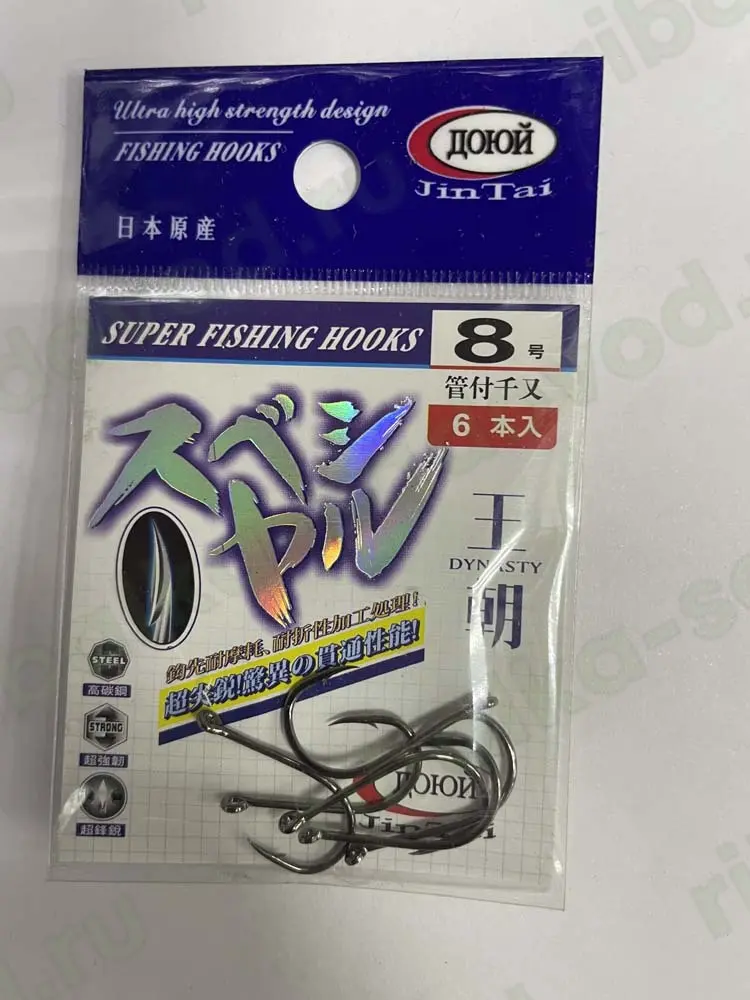 Ultra high strength design
FISHING HOOKS
日本原産
ДОЮЙ
JinTai
SUPER FISHING HOOKS
8号
管付千又
6本入
スペシ
ヤル
王
DYNASTY
朝
鈎先耐摩耗、耐折性加工処理!
超尖鋭!驚異の貫通性能!
STEEL
高碳鋼
STRONG
超強韌
超鋒鋭
ДОЮЙ
JinTai